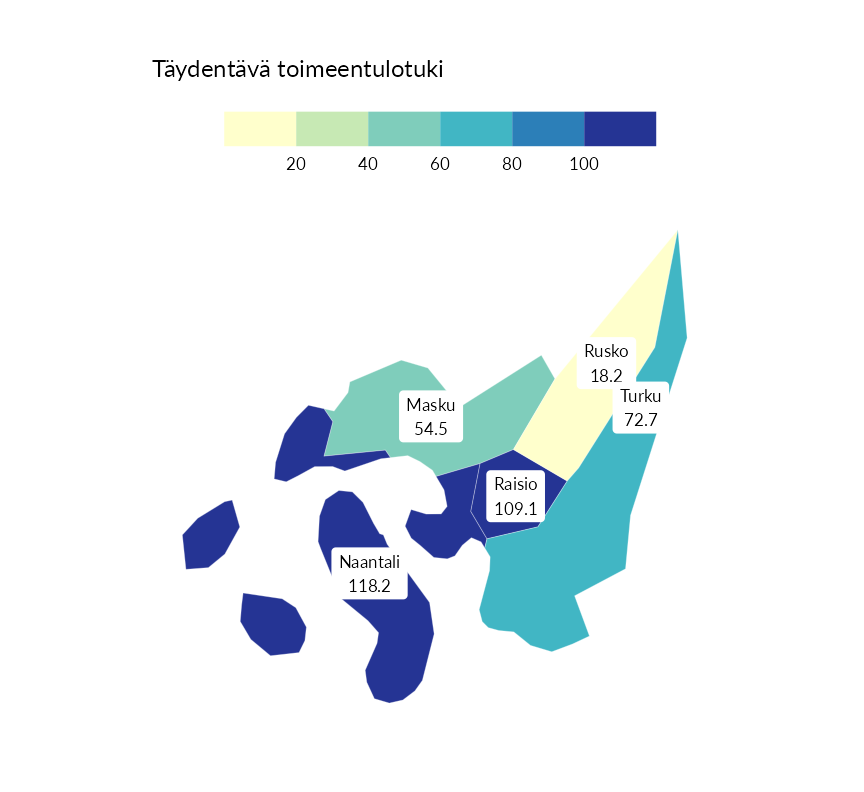 Täydentävä toimeentulotuki
20 40 60 80 100
Rusko
18.2
Turku
72.7
Masku
54.5
Raisio
109.1
Naantali
118.2